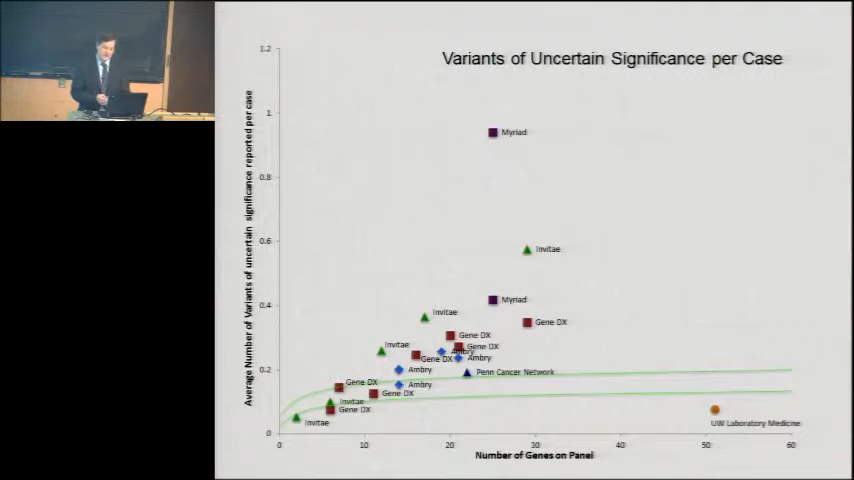 Variants of Uncertain Significance per Case
Average Number of Variants of uncertain significance reported per case
1.2
1
0.8
0.6
0.4
0.2
0
Myriad
Invitae
Myriad
Invitae
Gene DX
Gene DX
Invitae
Gene DX
Ambry
Gene DX
Ambry
Ambry
Penn Cancer Network
Gene DX
Ambry
Gene DX
Invitae
Gene DX
Invitae
UW Laboratory Medicine
0 10 20 30 40 50 60
Number of Genes on Panel